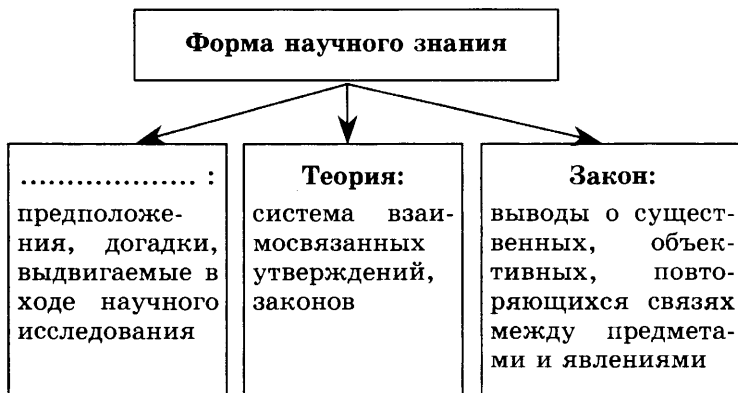 Форма научного знания
.................... :
предположе-
ния, догадки,
выдвигаемые в
ходе научного
исследования
Теория:
система взаи-
мосвязанных
утверждений,
законов
Закон:
выводы о сущест-
венных, объек-
тивных, повто-
ряющихся связях
между предмета-
ми и явлениями